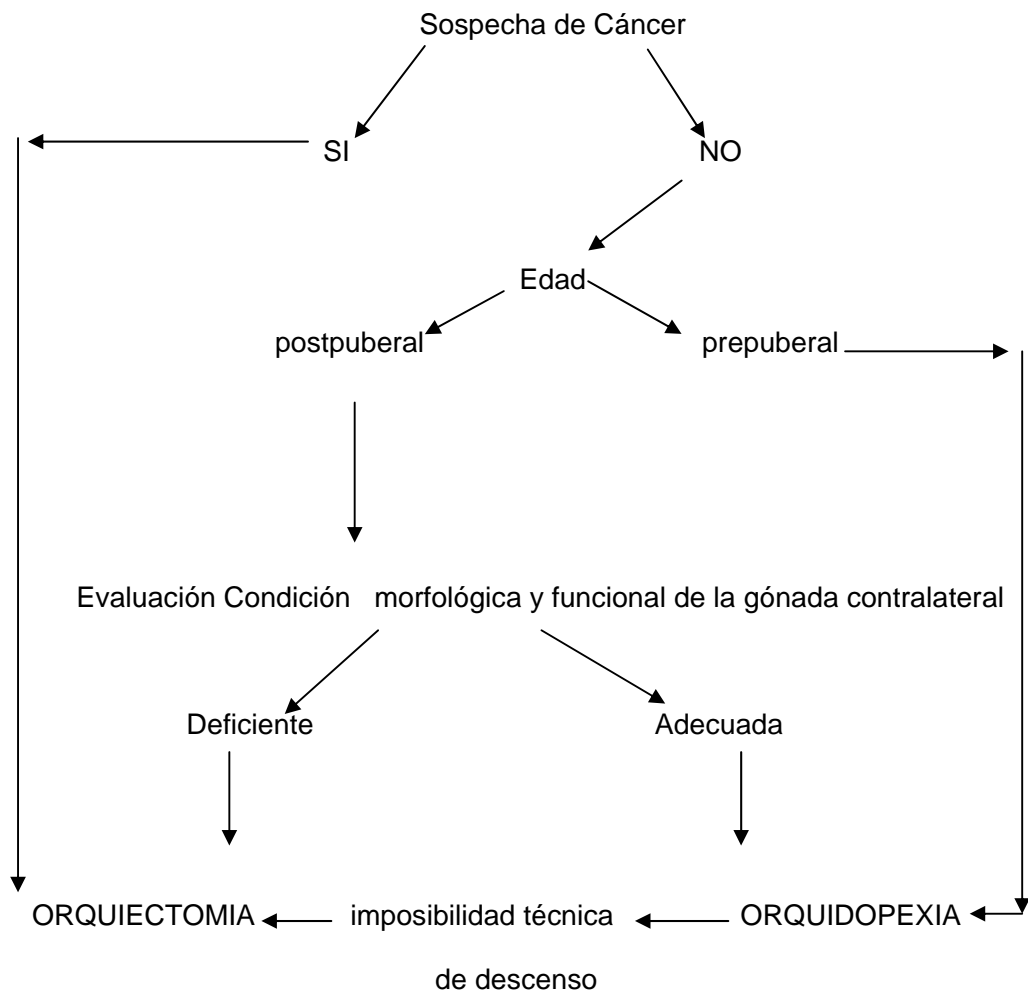 Sospecha de Cáncer
SI NO
Edad
postpuberal prepuberal
Evaluación Condición morfológica y funcional de la gónada contralateral
Deficiente Adecuada
ORQUIECTOMIA imposibilidad técnica ORQUIDOPEXIA
de descenso